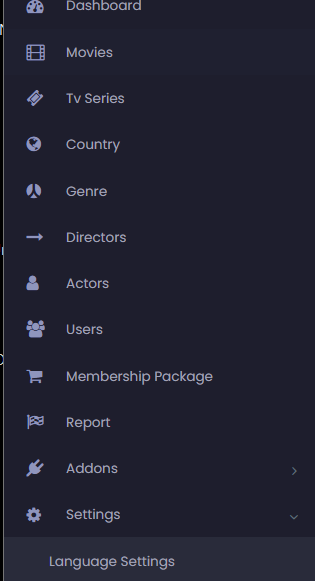 Dashboard
Movies
Tv Series
Country
Genre
Directors
Actors
Users
Membership Package
Report
Addons
Settings
Language Settings